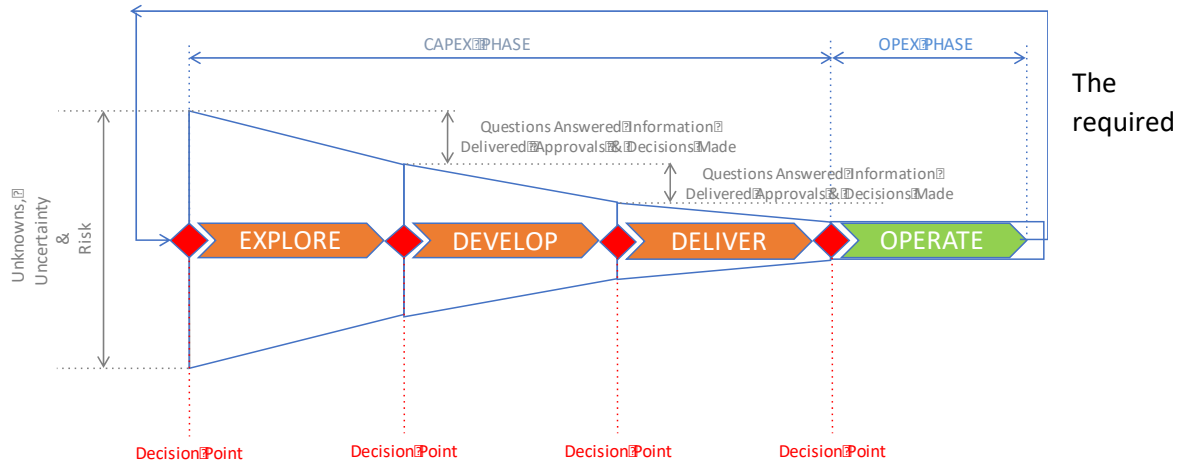 CAPEX PHASE
OPEX PHASE
The
required
Questions Answered Information
Delivered Approvals & Decisions Made
Questions Answered Information
Delivered Approvals & Decisions Made
Unknowns,
Uncertainty
&
Risk
EXPLORE
DEVELOP
DELIVER
OPERATE
Decision Point
Decision Point
Decision Point
Decision Point